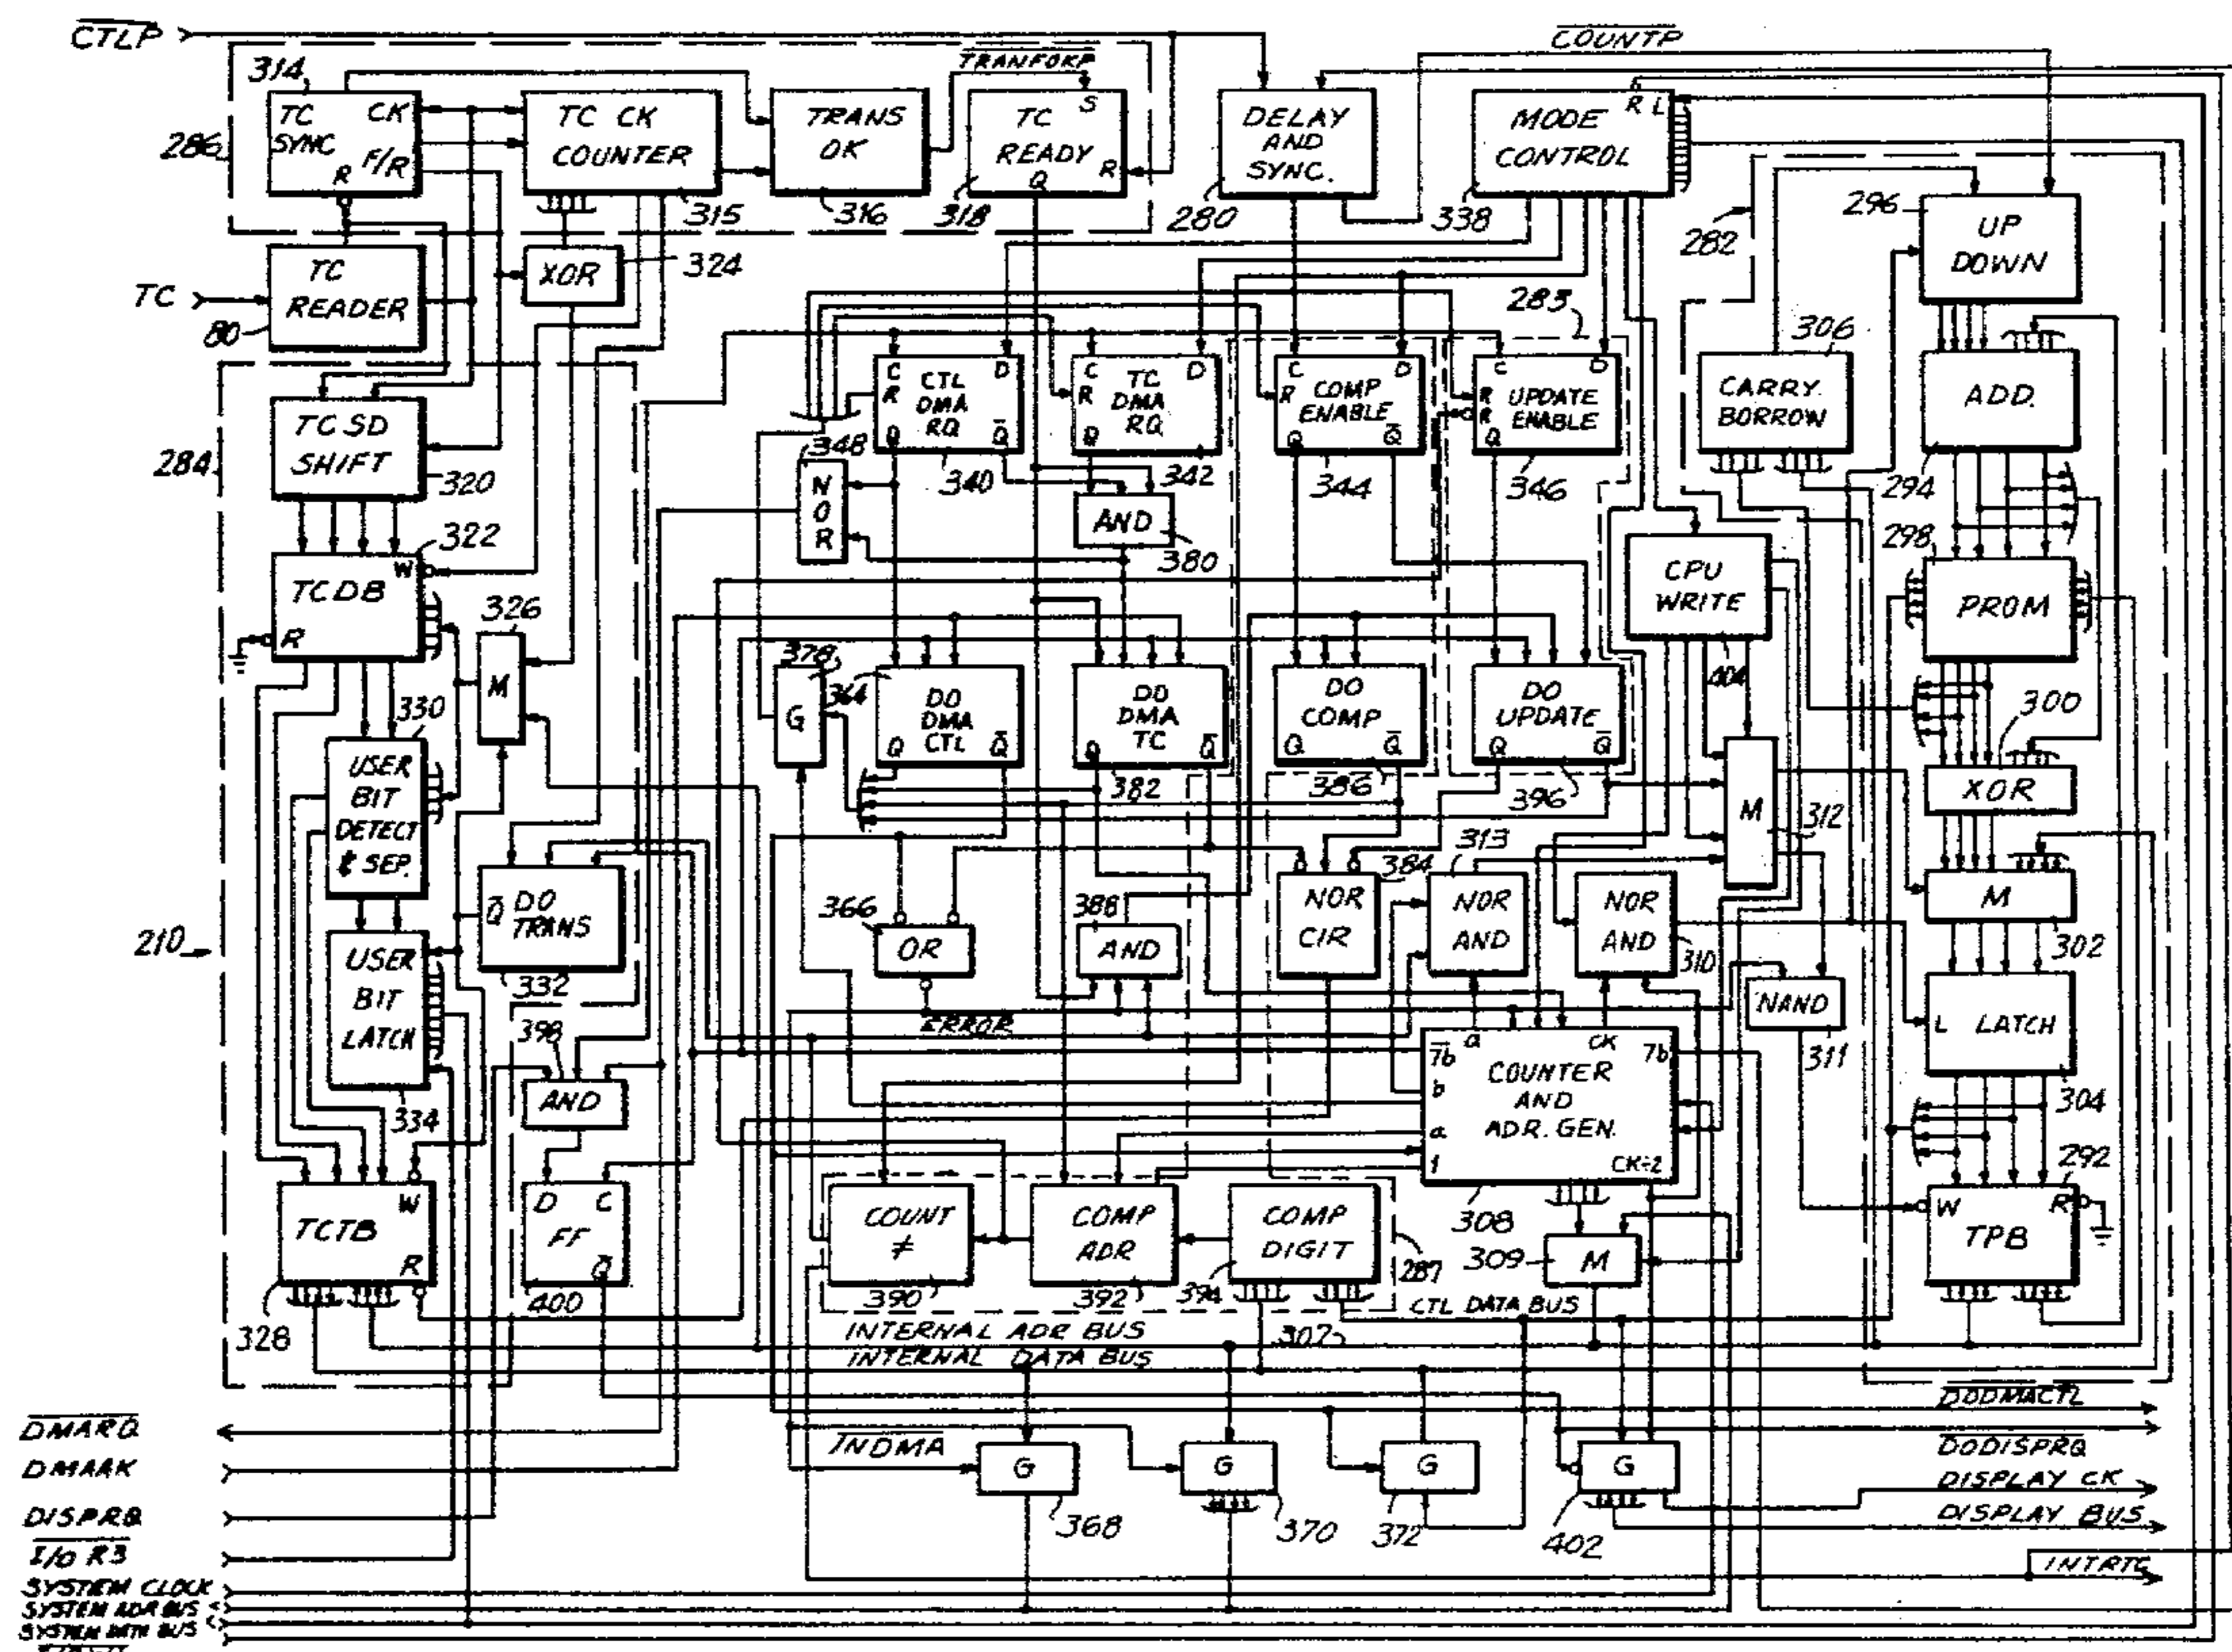 CTLP
COUNTP
TRANFOKP
314
TC SYNC
CK
F/R
R
TC CK COUNTER
TRANS OK
S
TC READY
Q
R
DELAY AND SYNC.
R L
MODE CONTROL
286
315
316
318
280
338
282
296
UP DOWN
TC
TC READER
80
XOR
324
283
306
CARRY BORROW
ADD.
294
284
TC SD SHIFT
320
C D
R
CTL DMA RQ
Q Q
340
C D
R
TC DMA RQ
Q
342
C D
R
COMP ENABLE
Q Q
344
C D
R
R
UPDATE ENABLE
Q
346
348
NOR
AND
380
322
W
TCDB
R
326
M
CPU WRITE
404
298
PROM
300
XOR
330
USER BIT DETECT & SEP.
378
G
364
DO DMA CTL
Q Q
DO DMA TC
Q Q
382
DO COMP
Q Q
386
DO UPDATE
Q Q
396
M
312
M
302
210
Q DO TRANS
332
366
OR
388
AND
384
NOR CIR
313
NOR AND
NOR AND
310
NAND
311
L LATCH
304
USER BIT LATCH
334
398
AND
ERROR
a CK
7b 7b
b
a
1
COUNTER AND ADR. GEN.
CK÷2
308
292
W R
TPB
TCTB
W
R
328
D C
FF
Q
400
COUNT ≠
390
COMP ADR
392
COMP DIGIT
394
287
309
M
CTL DATA BUS
INTERNAL ADR BUS
307
INTERNAL DATA BUS
DMARQ
DMAAK
DISPRQ
I/O R3
SYSTEM CLOCK
SYSTEM ADR BUS
SYSTEM DATA BUS
INDMA
G
368
G
370
G
372
G
402
DODMACTL
DODISPRQ
DISPLAY CK
DISPLAY BUS
INTRTC